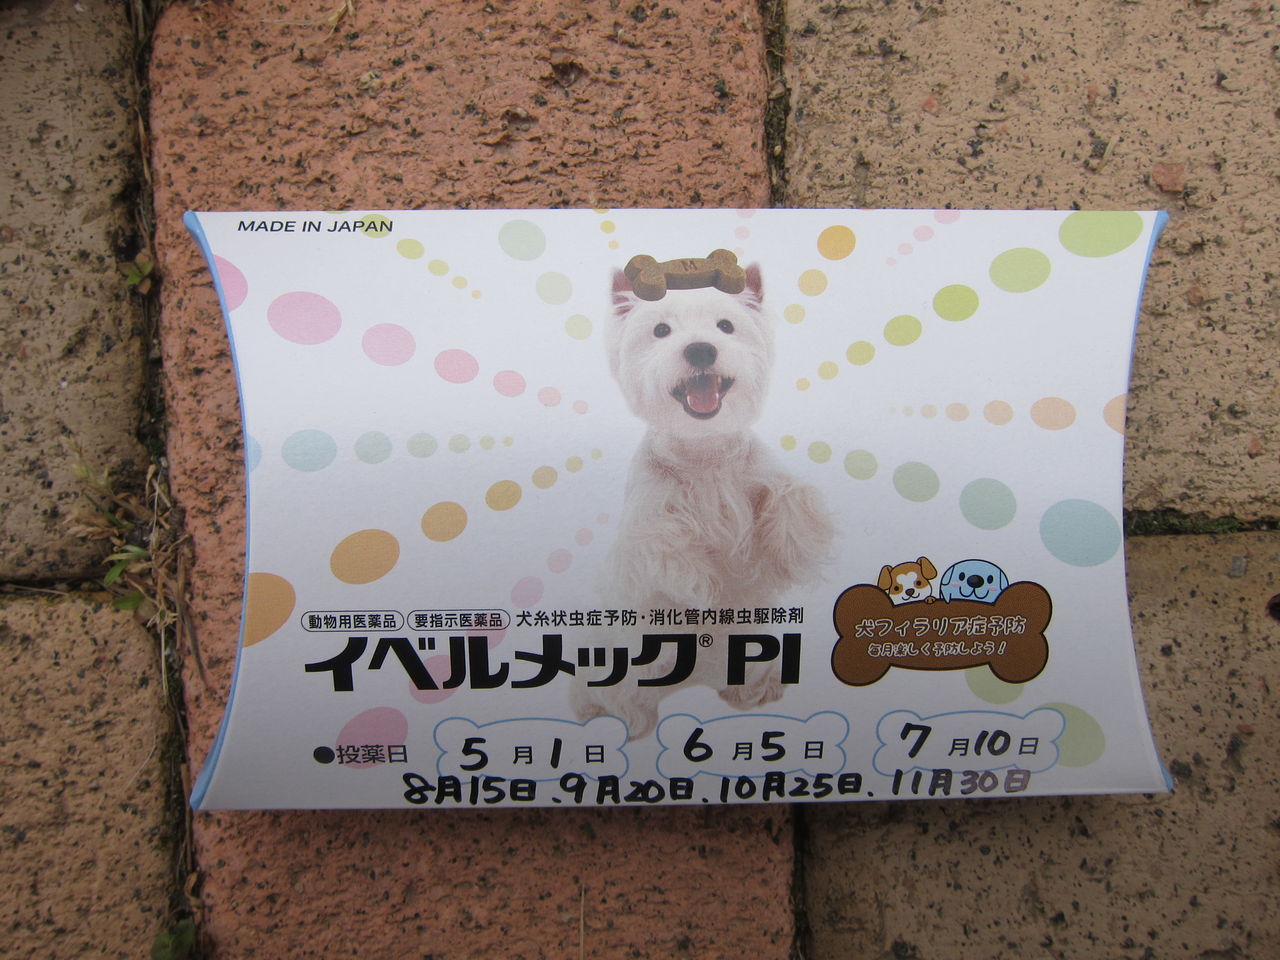 MADE IN JAPAN
M
動物用医薬品 要指示医薬品 犬糸状虫症予防・消化管内線虫駆除剤
イベルメック® PI
犬フィラリア症予防
毎月楽しく予防しよう!
●投薬日 5月1日 6月5日 7月10日
8月15日、9月20日、10月25日、11月30日